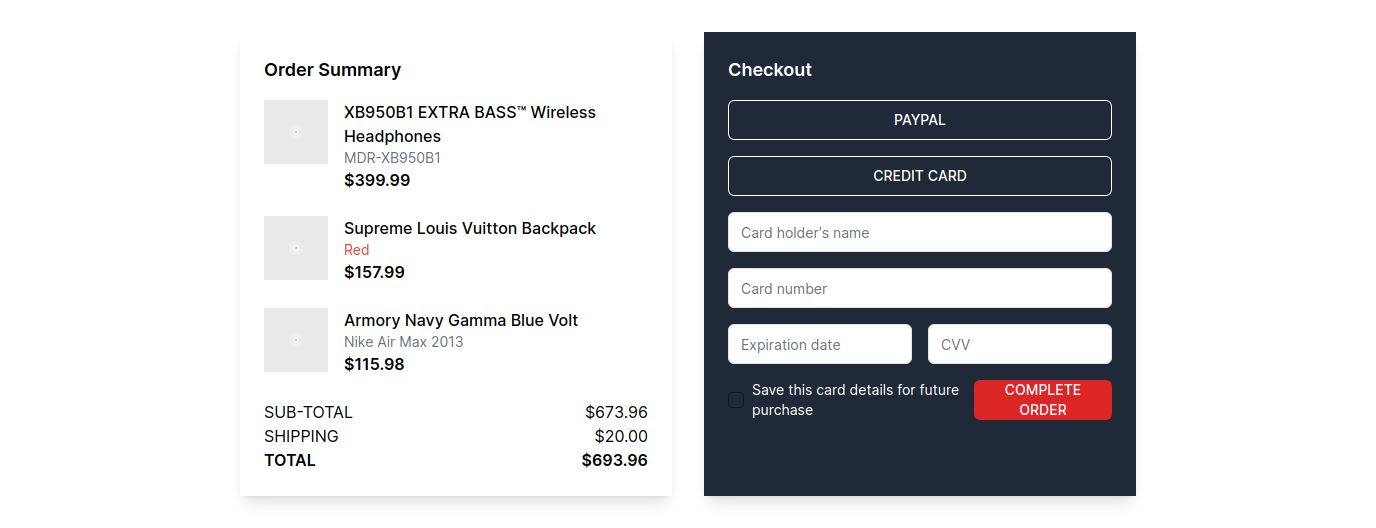 Order Summary
XB950B1 EXTRA BASS™ Wireless
Headphones
MDR-XB950B1
$399.99
Supreme Louis Vuitton Backpack
Red
$157.99
Armory Navy Gamma Blue Volt
Nike Air Max 2013
$115.98
SUB-TOTAL $673.96
SHIPPING $20.00
TOTAL $693.96
Checkout
PAYPAL
CREDIT CARD
Card holder's name
Card number
Expiration date CVV
Save this card details for future
purchase
COMPLETE
ORDER